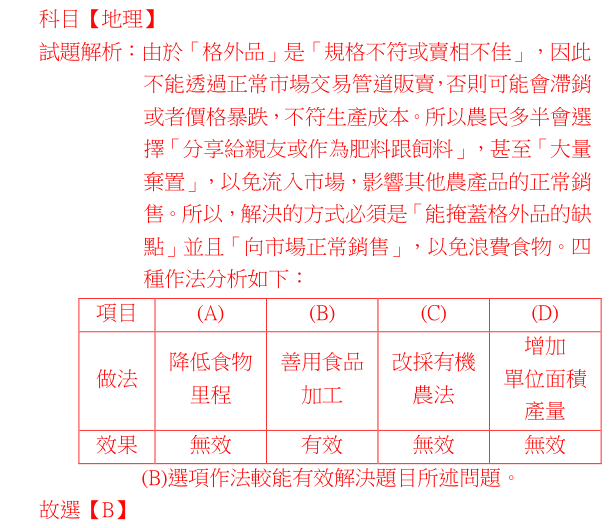 科目【地理】
試題解析：由於「格外品」是「規格不符或賣相不佳」，因此
不能透過正常市場交易管道販賣，否則可能會滯銷
或者價格暴跌，不符生產成本。所以農民多半會選
擇「分享給親友或作為肥料跟飼料」，甚至「大量
棄置」，以免流入市場，影響其他農產品的正常銷
售。所以，解決的方式必須是「能掩蓋格外品的缺
點」並且「向市場正常銷售」，以免浪費食物。四
種作法分析如下：
項目 (A) (B) (C) (D)
做法 降低食物里程 善用食品加工 改採有機農法 增加單位面積產量
效果 無效 有效 無效 無效
(B)選項作法較能有效解決題目所述問題。
故選【B】